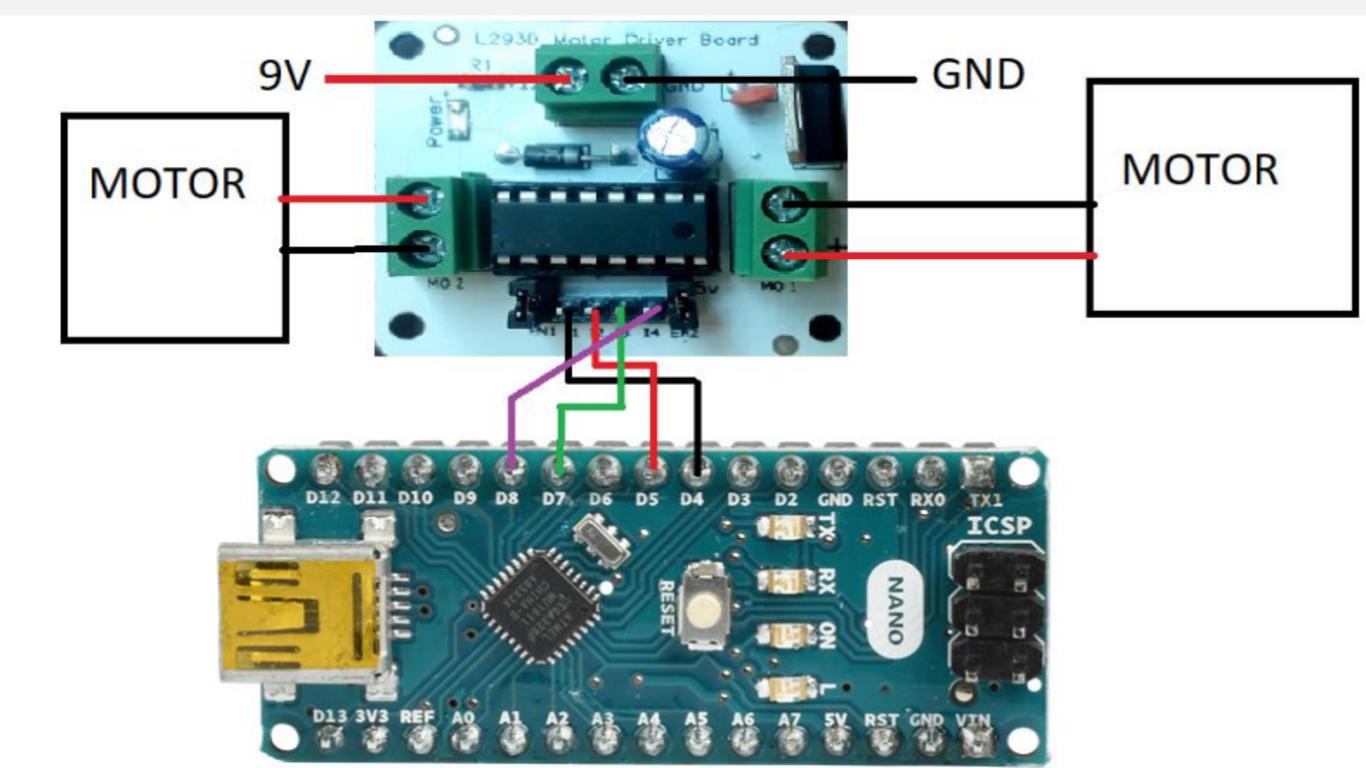 L293D Motor Driver Board
9V
GND
R1
GND
Power
MOTOR
MOTOR
+
MO 2
5v
MO 1
I4
D12 D11 D10 D9 D8 D7 D6 D5 D4 D3 D2 GND RST RX0 TX1
ICSP
TX
RX
RESET
NANO
ON
L
D13 3V3 REF A0 A1 A2 A3 A4 A5 A6 A7 5V RST GND VIN